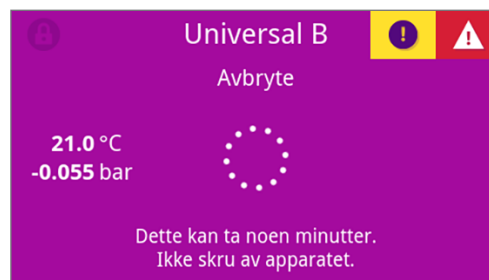 Universal B
Avbryte
21.0 °C
-0.055 bar
Dette kan ta noen minutter.
Ikke skru av apparatet.